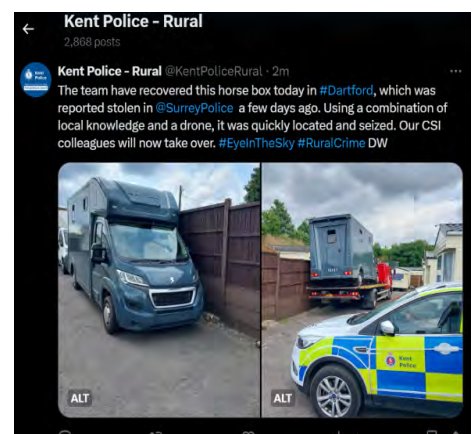 Kent Police - Rural
2,868 posts
Kent Police - Rural @KentPoliceRural · 2m
The team have recovered this horse box today in #Dartford, which was
reported stolen in @SurreyPolice a few days ago. Using a combination of
local knowledge and a drone, it was quickly located and seized. Our CSI
colleagues will now take over. #EyeInTheSky #RuralCrime DW
ALT
ALT
Kent
Police